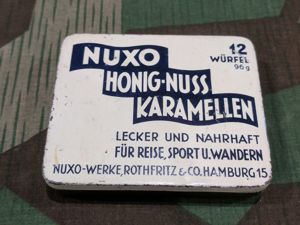 NUXO
12
WÜRFEL
96 g
HONIG-NUSS
KARAMELLEN
LECKER UND NAHRHAFT
FÜR REISE, SPORT U. WANDERN
NUXO-WERKE, ROTHFRITZ & CO. HAMBURG 15